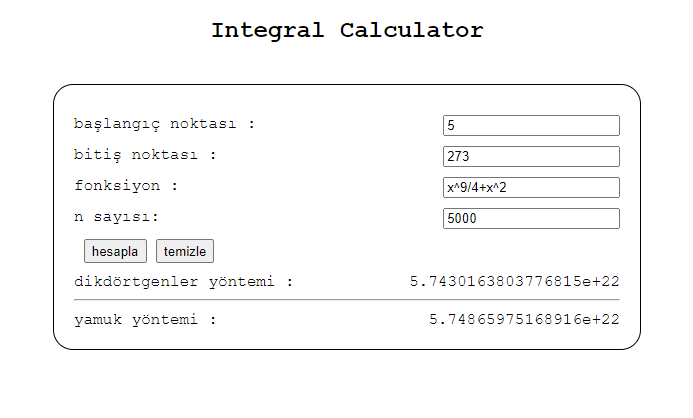 Integral Calculator
başlangıç noktası : 5
bitiş noktası : 273
fonksiyon : x^9/4+x^2
n sayısı: 5000
hesapla temizle
dikdörtgenler yöntemi : 5.7430163803776815e+22
yamuk yöntemi : 5.74865975168916e+22